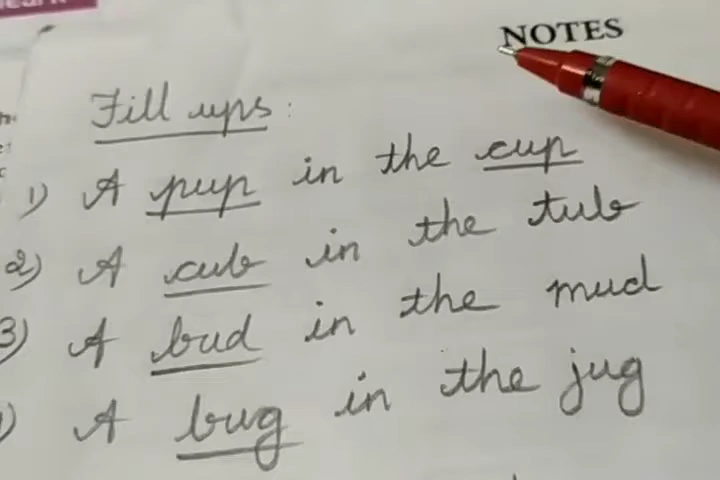 NOTES
Fill ups:
1) A pup in the cup
2) A cub in the tub
3) A bud in the mud
) A bug in the jug